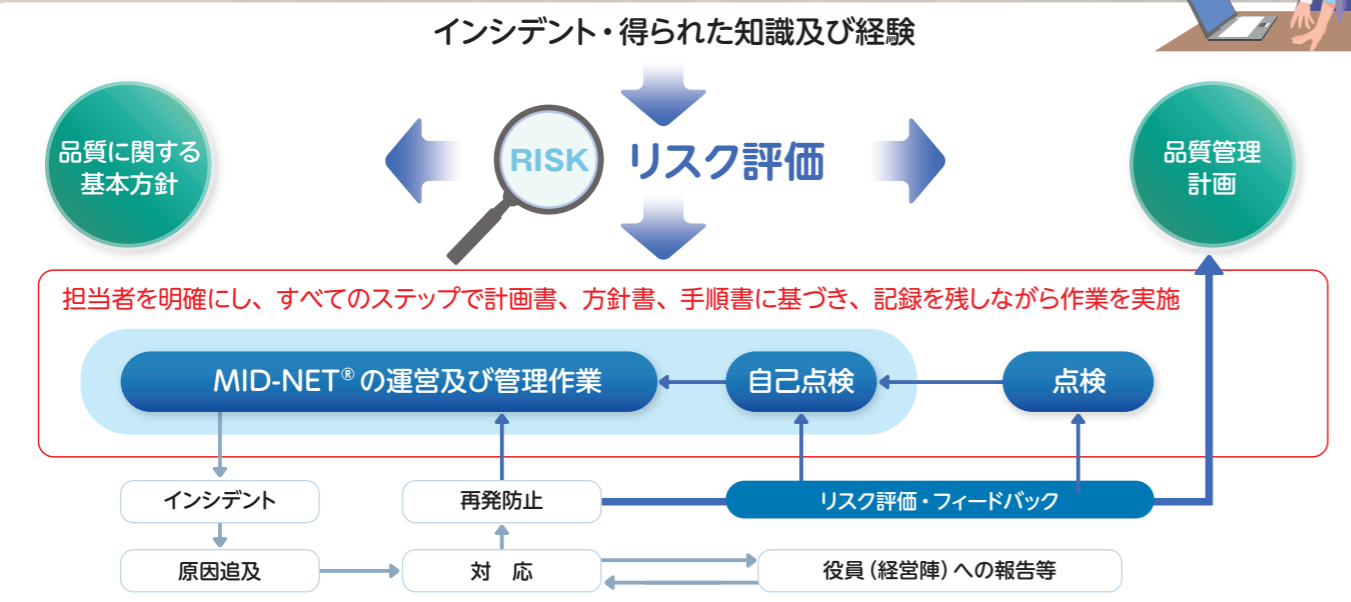 インシデント・得られた知識及び経験
品質に関する
基本方針
RISK
リスク評価
品質管理
計画
担当者を明確にし、すべてのステップで計画書、方針書、手順書に基づき、記録を残しながら作業を実施
MID-NET®の運営及び管理作業
自己点検
点検
インシデント
再発防止
リスク評価・フィードバック
原因追及
対　応
役員（経営陣）への報告等